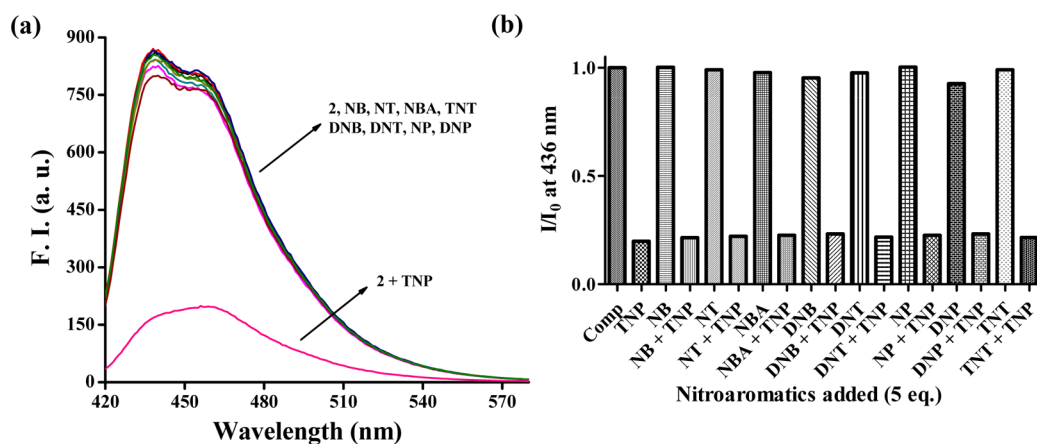 (a)
900
750
600
450
300
150
0
F. I. (a. u.)
2, NB, NT, NBA, TNT
DNB, DNT, NP, DNP
2 + TNP
420 450 480 510 540 570
Wavelength (nm)
(b)
1.0
0.5
0.0
I/I0 at 436 nm
Comp
TNP
NB
NB + TNP
NT
NT + TNP
NBA
NBA + TNP
DNB
DNB + TNP
DNT
DNT + TNP
NP
NP + TNP
DNP
DNP + TNP
TNT
TNT + TNP
Nitroaromatics added (5 eq.)